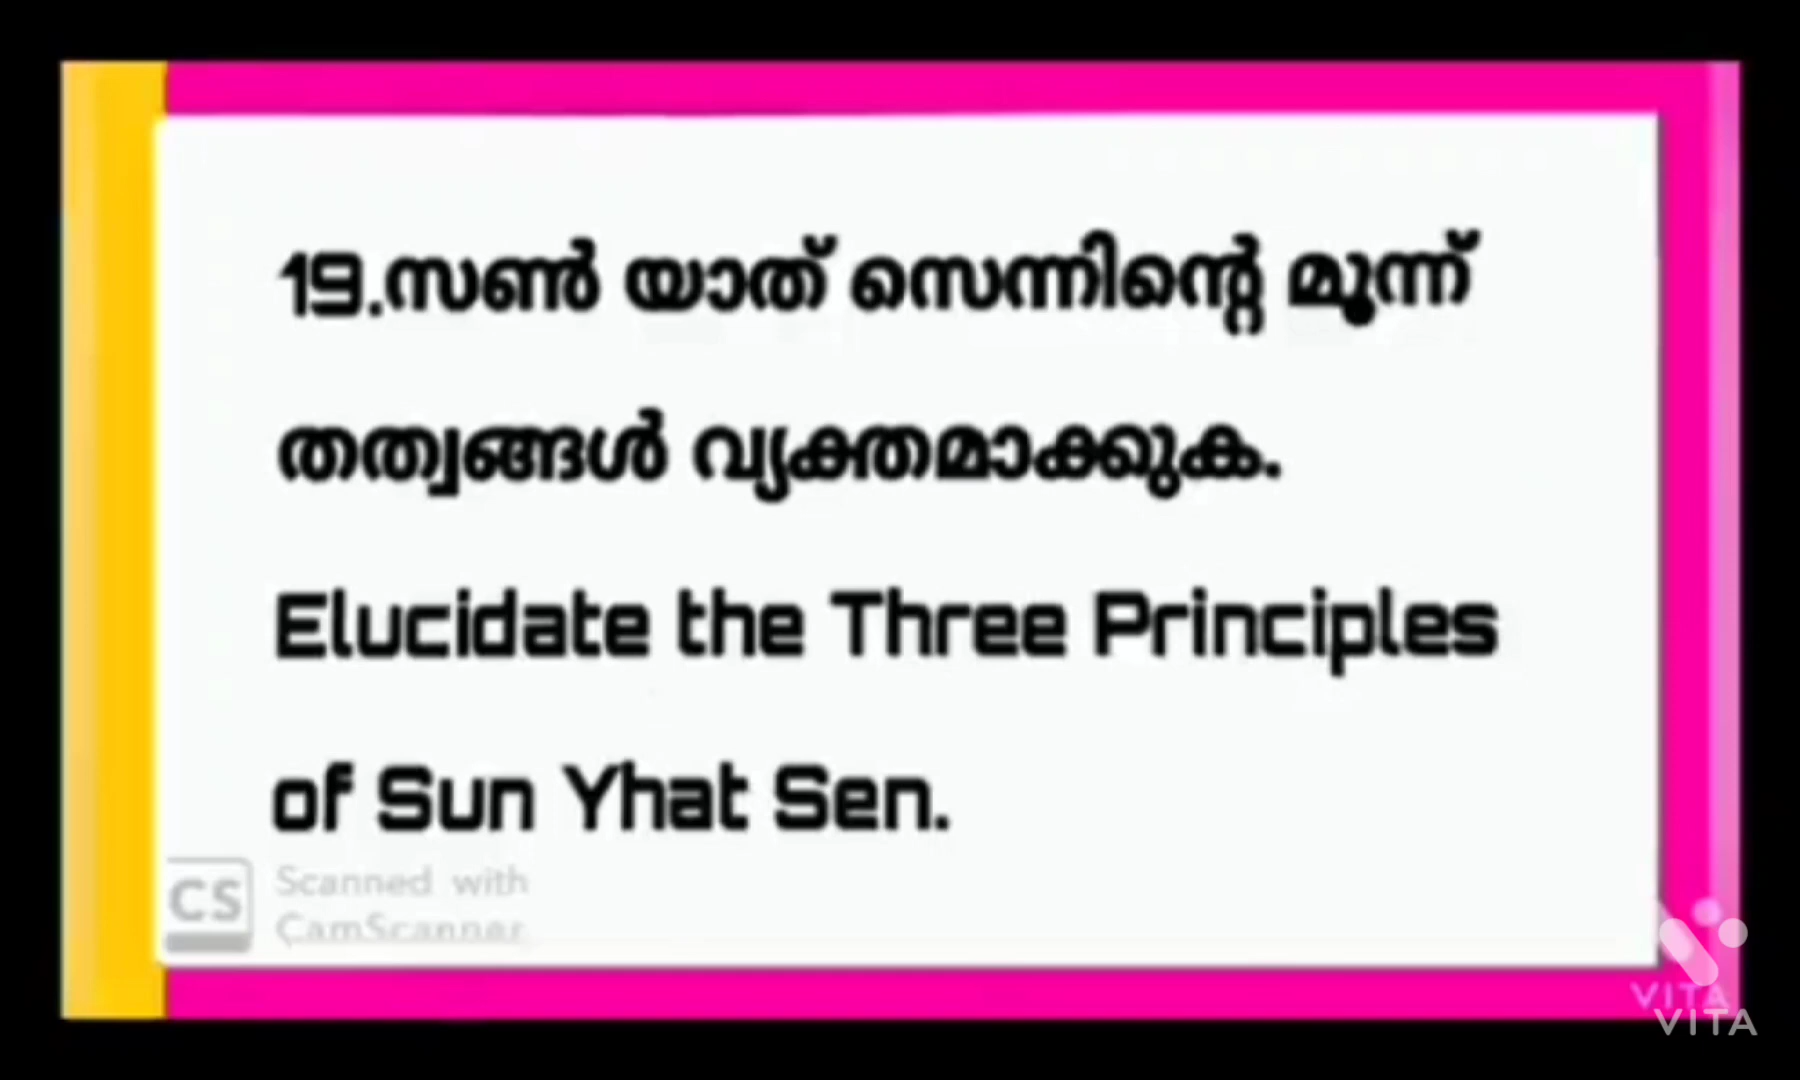 19.സൺ യാത് സെന്നിന്റെ മൂന്ന്
തത്വങ്ങൾ വ്യക്തമാക്കുക.
Elucidate the Three Principles
of Sun Yhat Sen.
CS Scanned with
CamScanner
VITA
VITA